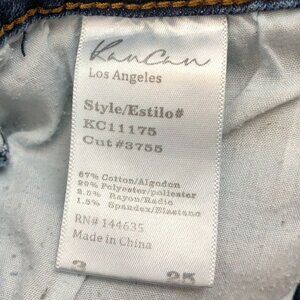 KanCan
Los Angeles
Style/Estilo#
KC11175
Cut #3755
67% Cotton/Algodon
29% Polyester/poliester
2.5% Rayon/Radio
1.5% Spandex/Elastano
RN# 144635
Made in China
3 25